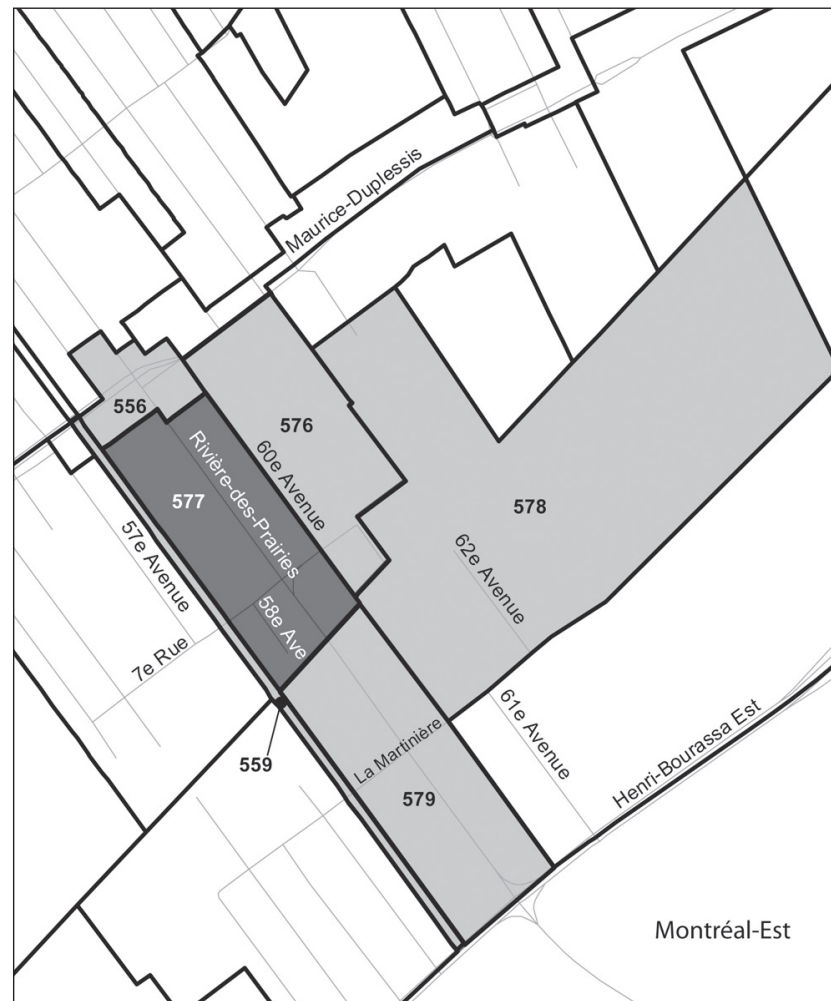 Maurice-Duplessis
556
576
Rivière-des-Prairies
60e Avenue
577
578
57e Avenue
62e Avenue
58e Ave
7e Rue
61e Avenue
La Martinière
Henri-Bourassa Est
559
579
Montréal-Est